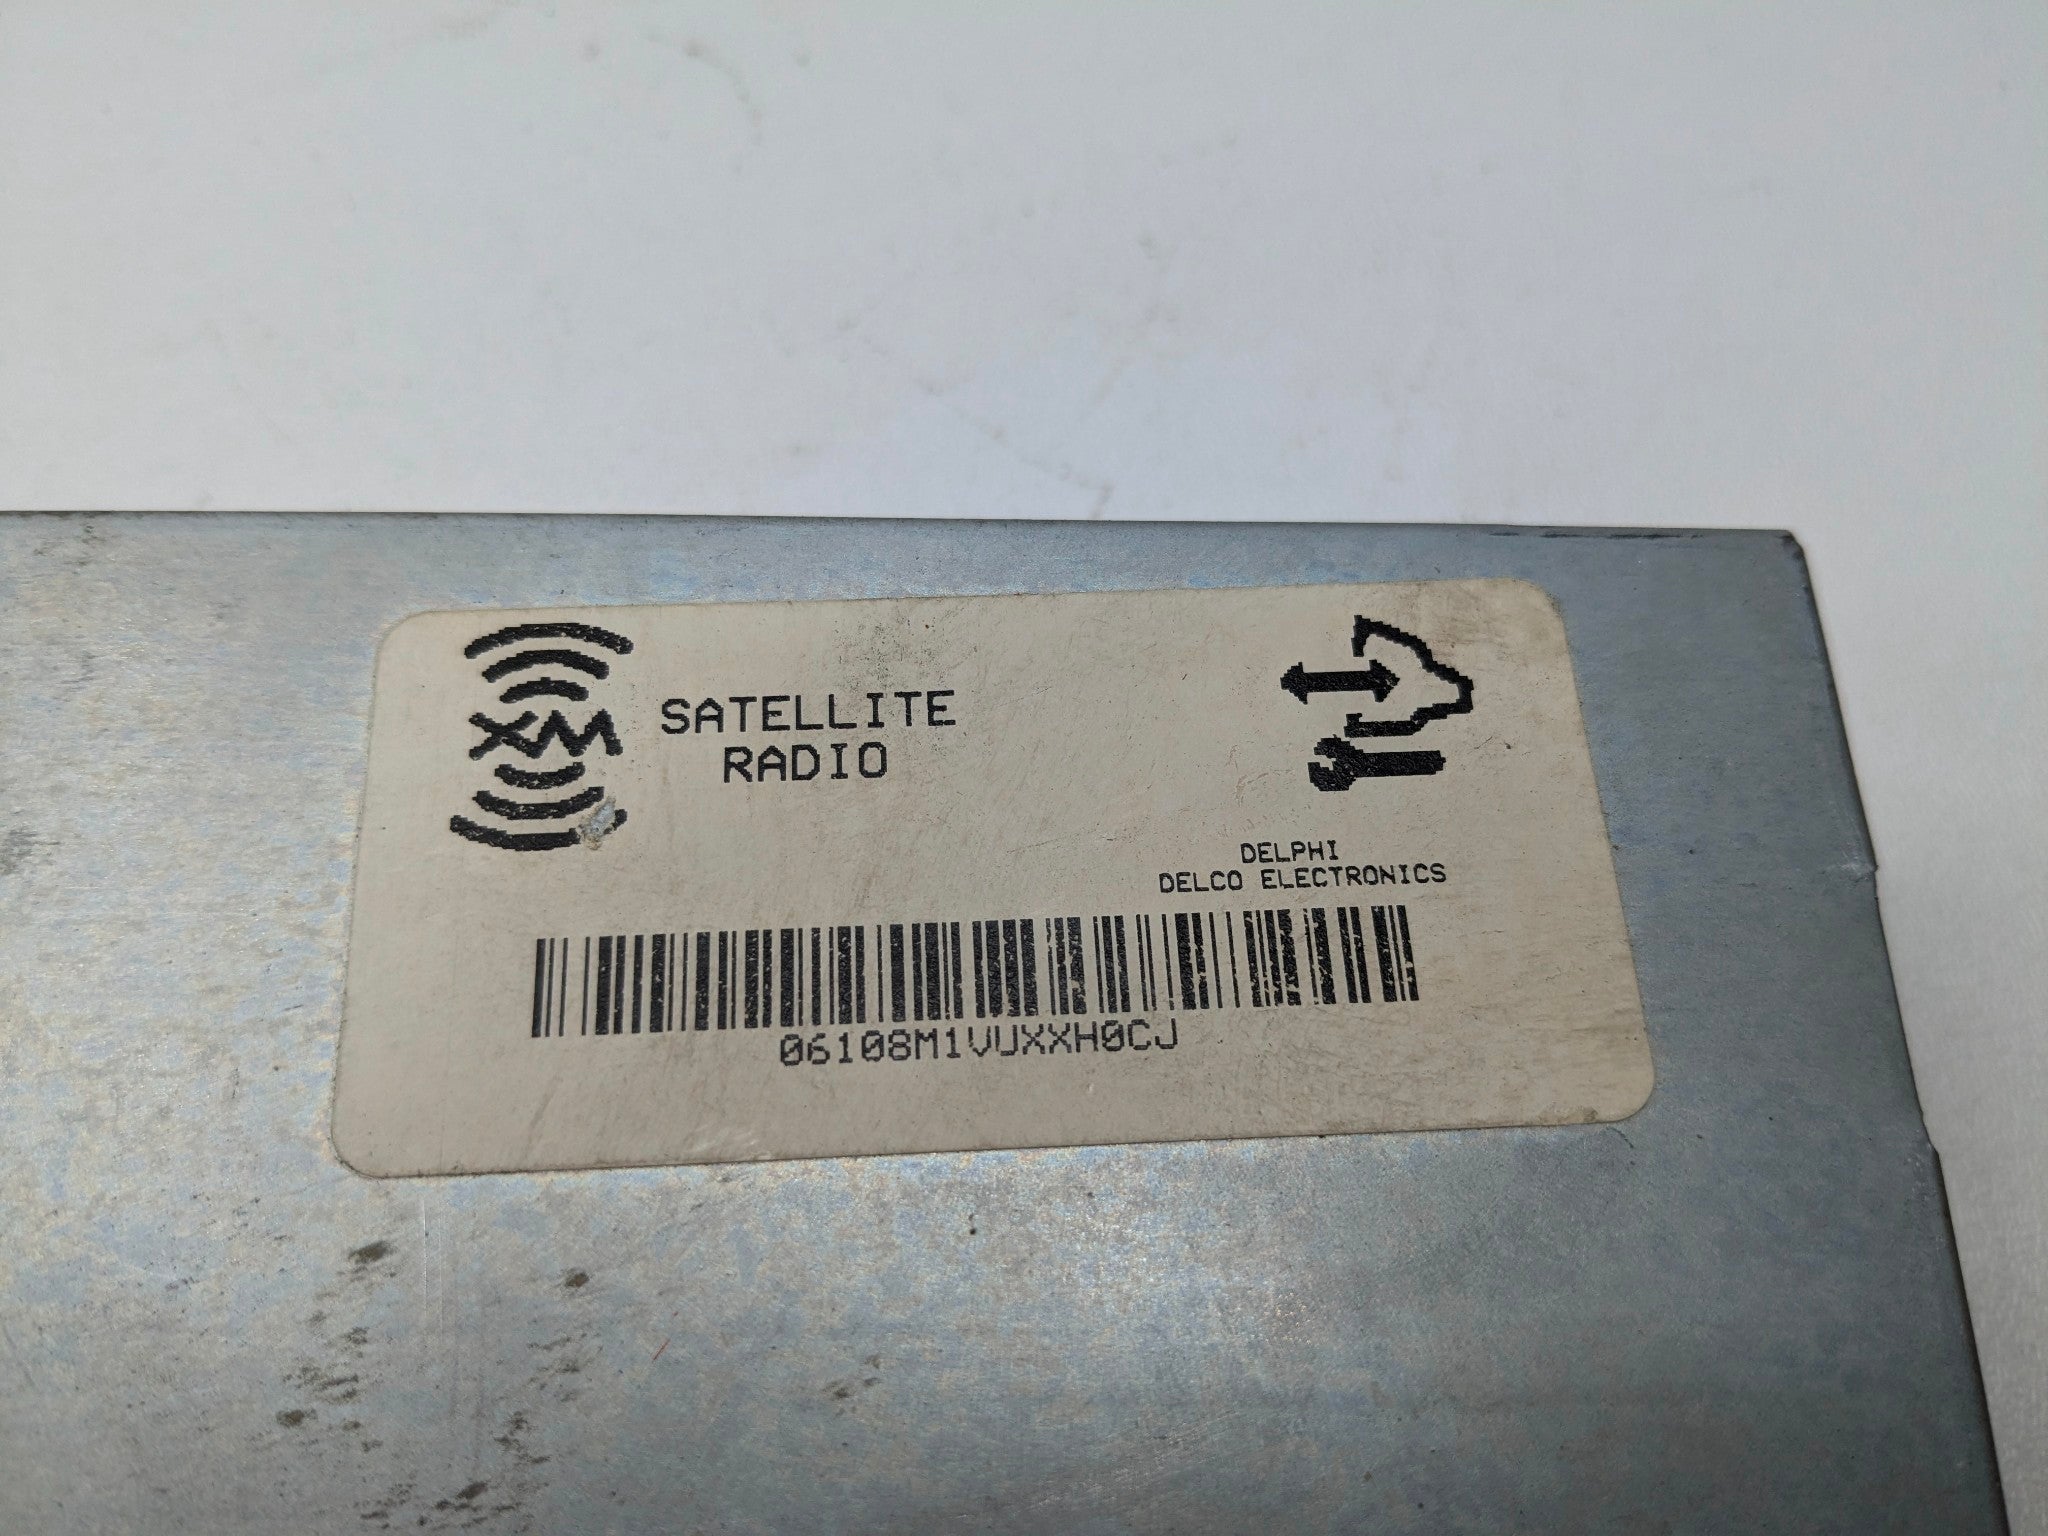 XM
SATELLITE
RADIO
DELPHI
DELCO ELECTRONICS
06108M1VUXXH0CJ